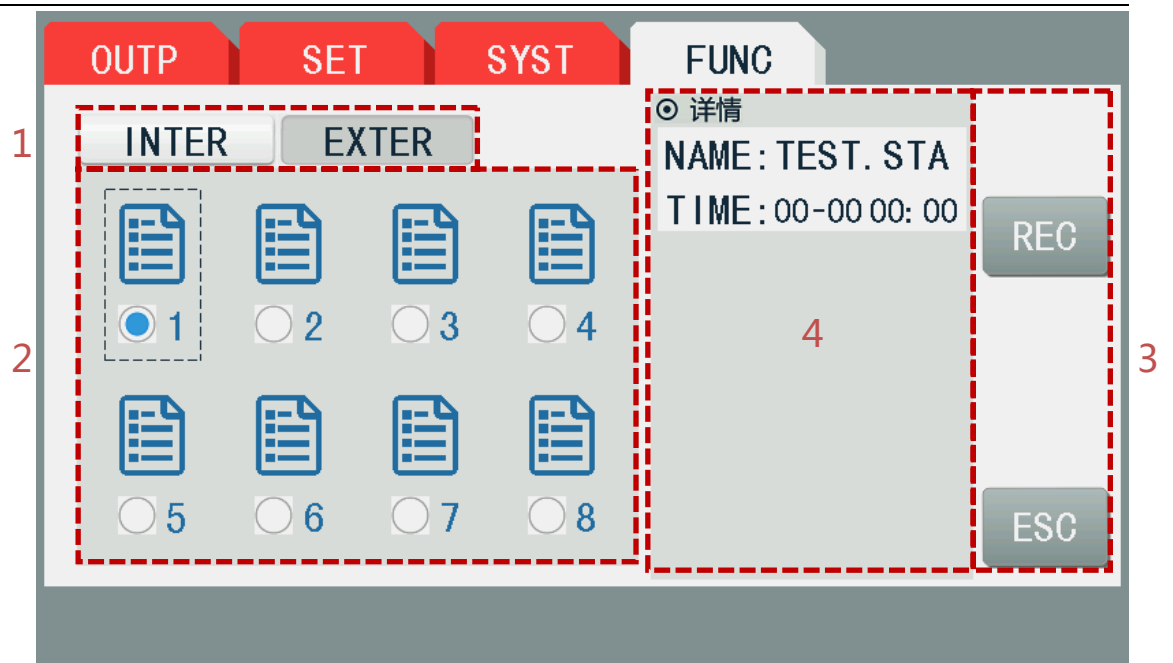 OUTP SET SYST FUNC
1 INTER EXTER
⊙ 详情
NAME:TEST.STA
TIME:00-00 00:00
REC
1 2 3 4
4
2 3
5 6 7 8
ESC